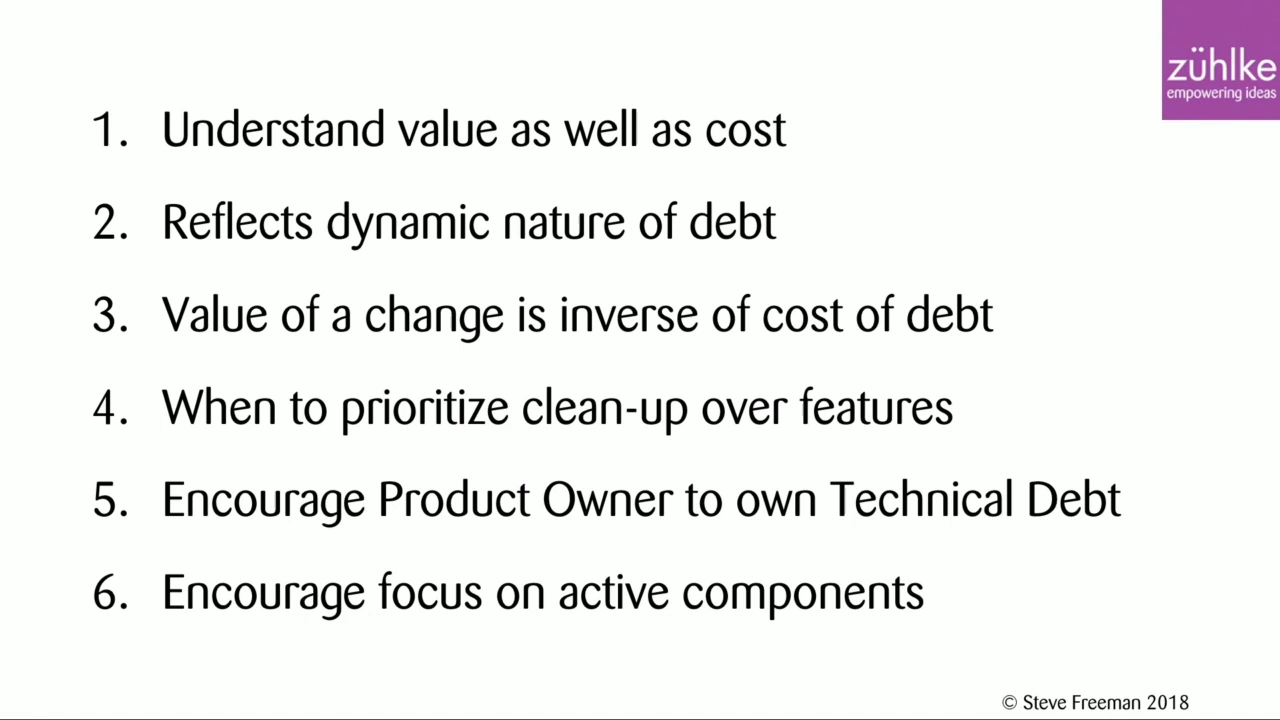 zühlke
empowering ideas
1. Understand value as well as cost
2. Reflects dynamic nature of debt
3. Value of a change is inverse of cost of debt
4. When to prioritize clean-up over features
5. Encourage Product Owner to own Technical Debt
6. Encourage focus on active components
© Steve Freeman 2018